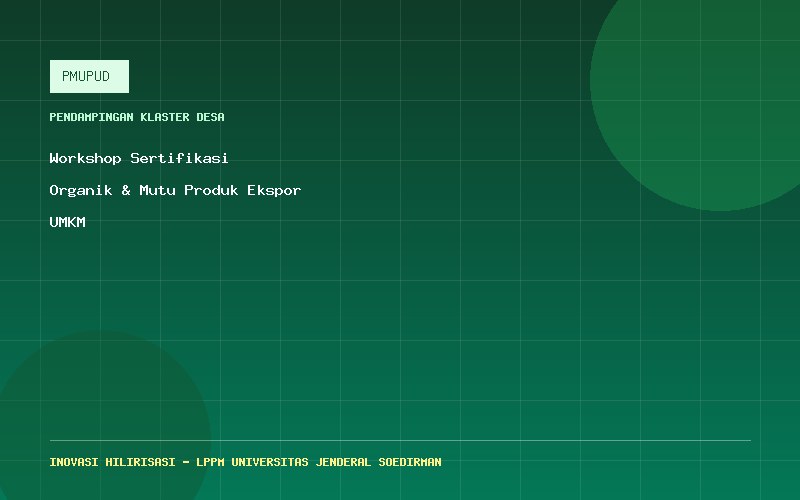 PMUPUD
PENDAMPINGAN KLASTER DESA
Workshop Sertifikasi
Organik & Mutu Produk Ekspor
UMKM
INOVASI HILIRISASI - LPPM UNIVERSITAS JENDERAL SOEDIRMAN